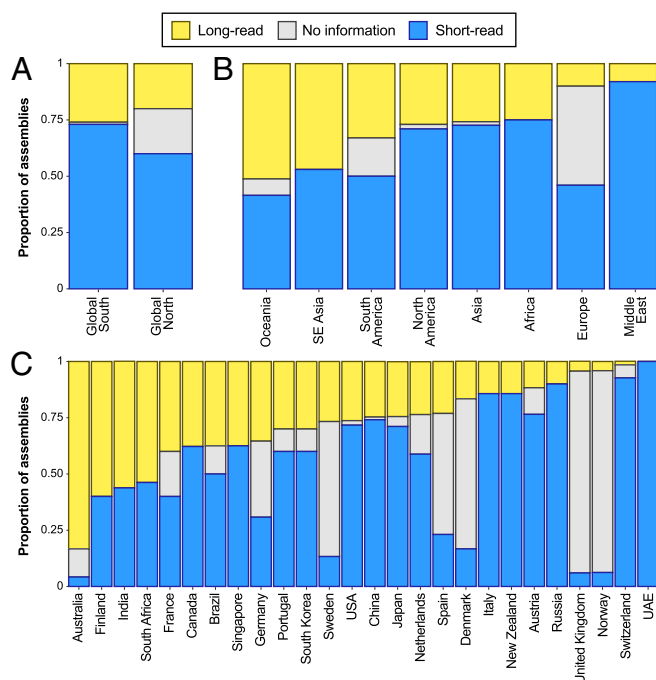 Long-read No information Short-read
A
B
Proportion of assemblies
1
0.75
0.50
0.25
0
Global South
Global North
Oceania
SE Asia
South America
North America
Asia
Africa
Europe
Middle East
C
Proportion of assemblies
1
0.75
0.50
0.25
0
Australia
Finland
India
South Africa
France
Canada
Brazil
Singapore
Germany
Portugal
South Korea
Sweden
USA
China
Japan
Netherlands
Spain
Denmark
Italy
New Zealand
Austria
Russia
United Kingdom
Norway
Switzerland
UAE